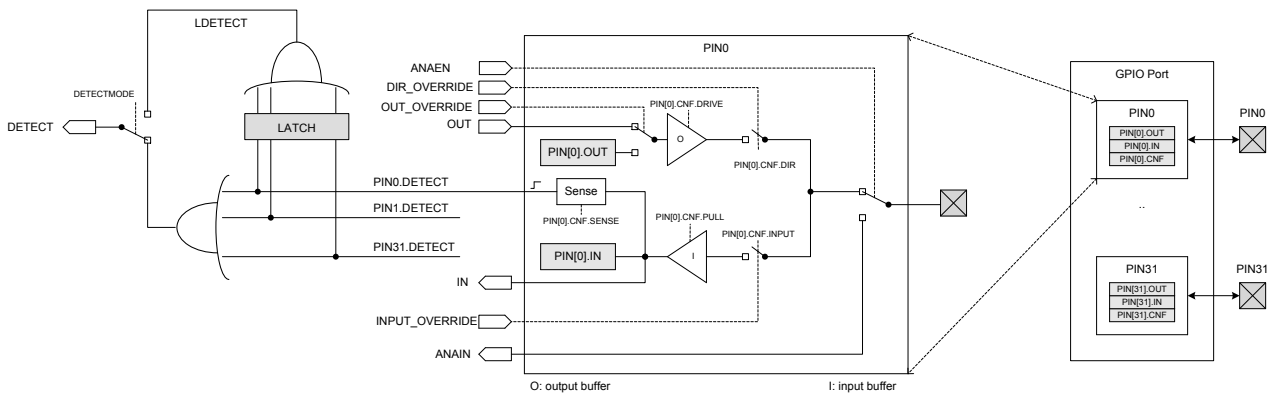 LDETECT
DETECTMODE
DETECT
LATCH
PIN0.DETECT
PIN1.DETECT
PIN31.DETECT
PIN0
ANAEN
DIR_OVERRIDE
OUT_OVERRIDE
OUT
PIN[0].CNF.DRIVE
O
PIN[0].OUT
PIN[0].CNF.DIR
Sense
PIN[0].CNF.SENSE
PIN[0].CNF.PULL
PIN[0].CNF.INPUT
PIN[0].IN
I
IN
INPUT_OVERRIDE
ANAIN
O: output buffer
I: input buffer
GPIO Port
PIN0
PIN[0].OUT
PIN[0].IN
PIN[0].CNF
PIN0
..
PIN31
PIN[31].OUT
PIN[31].IN
PIN[31].CNF
PIN31